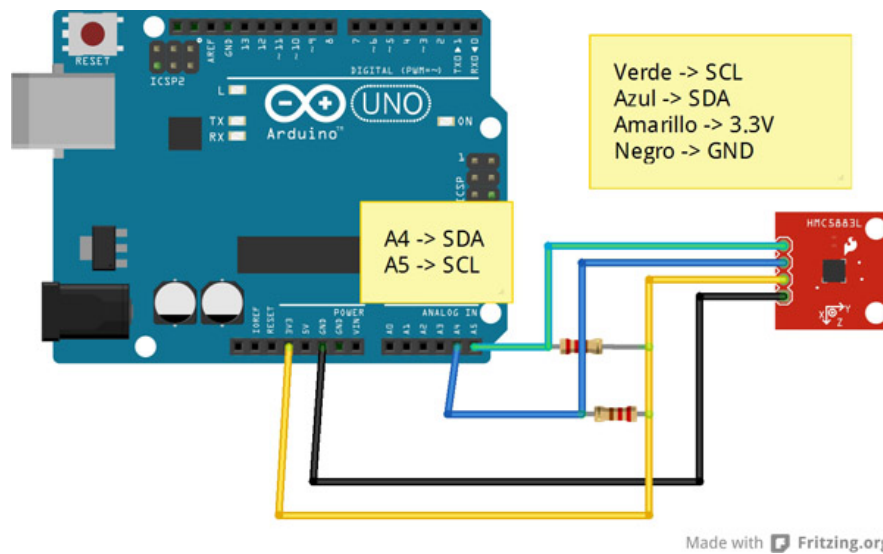 RESET
ICSP2
AREF
GND
13
12
~11
~10
~9
8
7
~6
~5
4
~3
2
TXD ▸ 1
RXD ◂ 0
DIGITAL (PWM=~)
L
TX
RX
Arduino™
UNO
ON
1
ICSP
A4 -> SDA
A5 -> SCL
Verde -> SCL
Azul -> SDA
Amarillo -> 3.3V
Negro -> GND
HMC5883L
X
Y
Z
POWER
ANALOG IN
IOREF
RESET
3V3
5V
GND
GND
VIN
A0
A1
A2
A3
A4
A5
Made with Fritzing.org